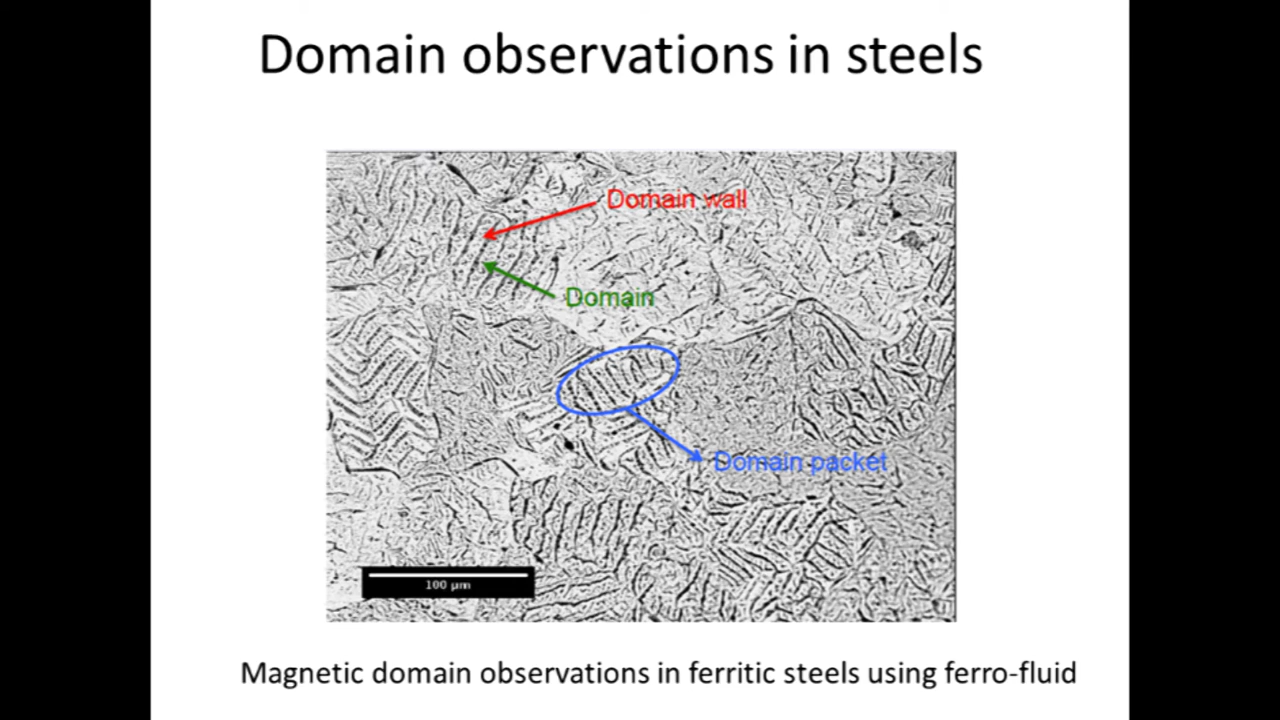 Domain observations in steels
Domain wall
Domain
Domain packet
100 µm
Magnetic domain observations in ferritic steels using ferro-fluid